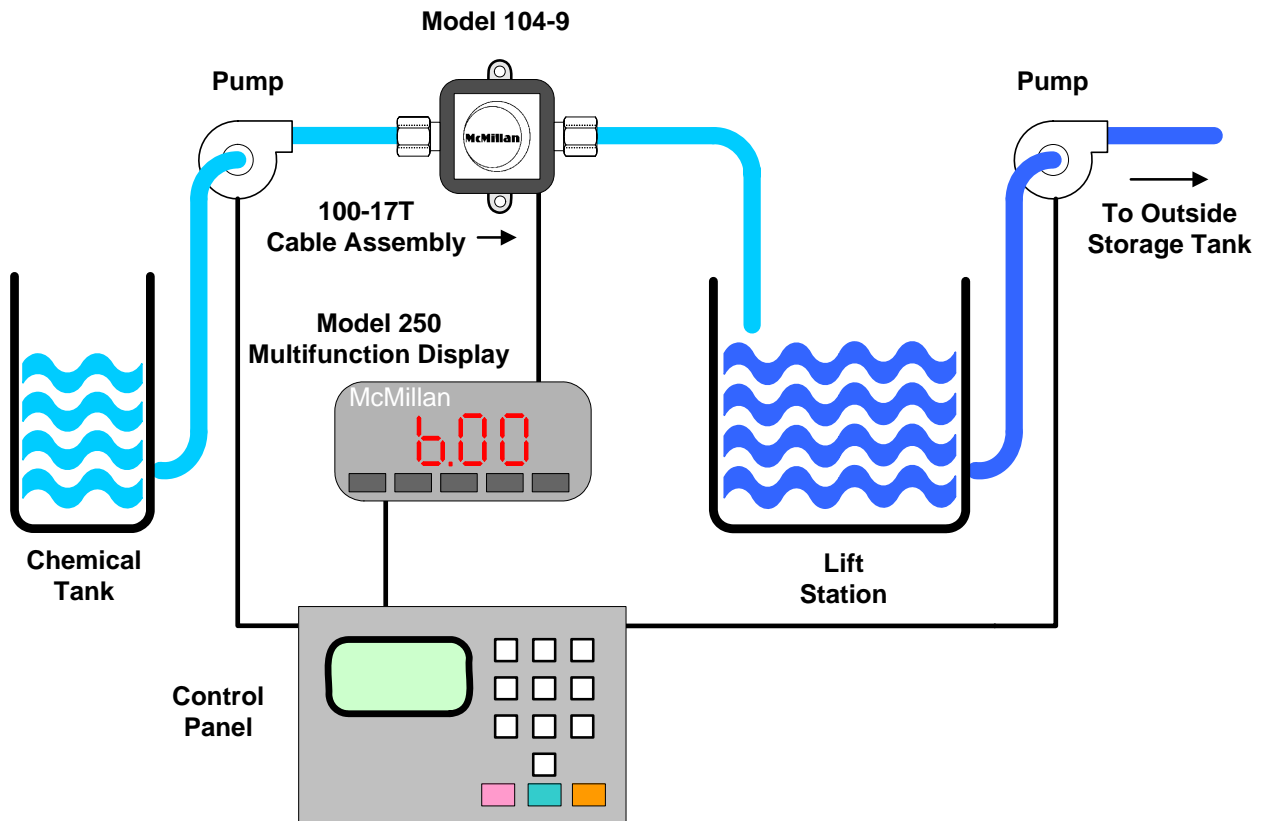 Model 104-9
Pump
Pump
McMillan
100-17T
Cable Assembly
To Outside
Storage Tank
Model 250
Multifunction Display
McMillan
6.00
Chemical
Tank
Lift
Station
Control
Panel